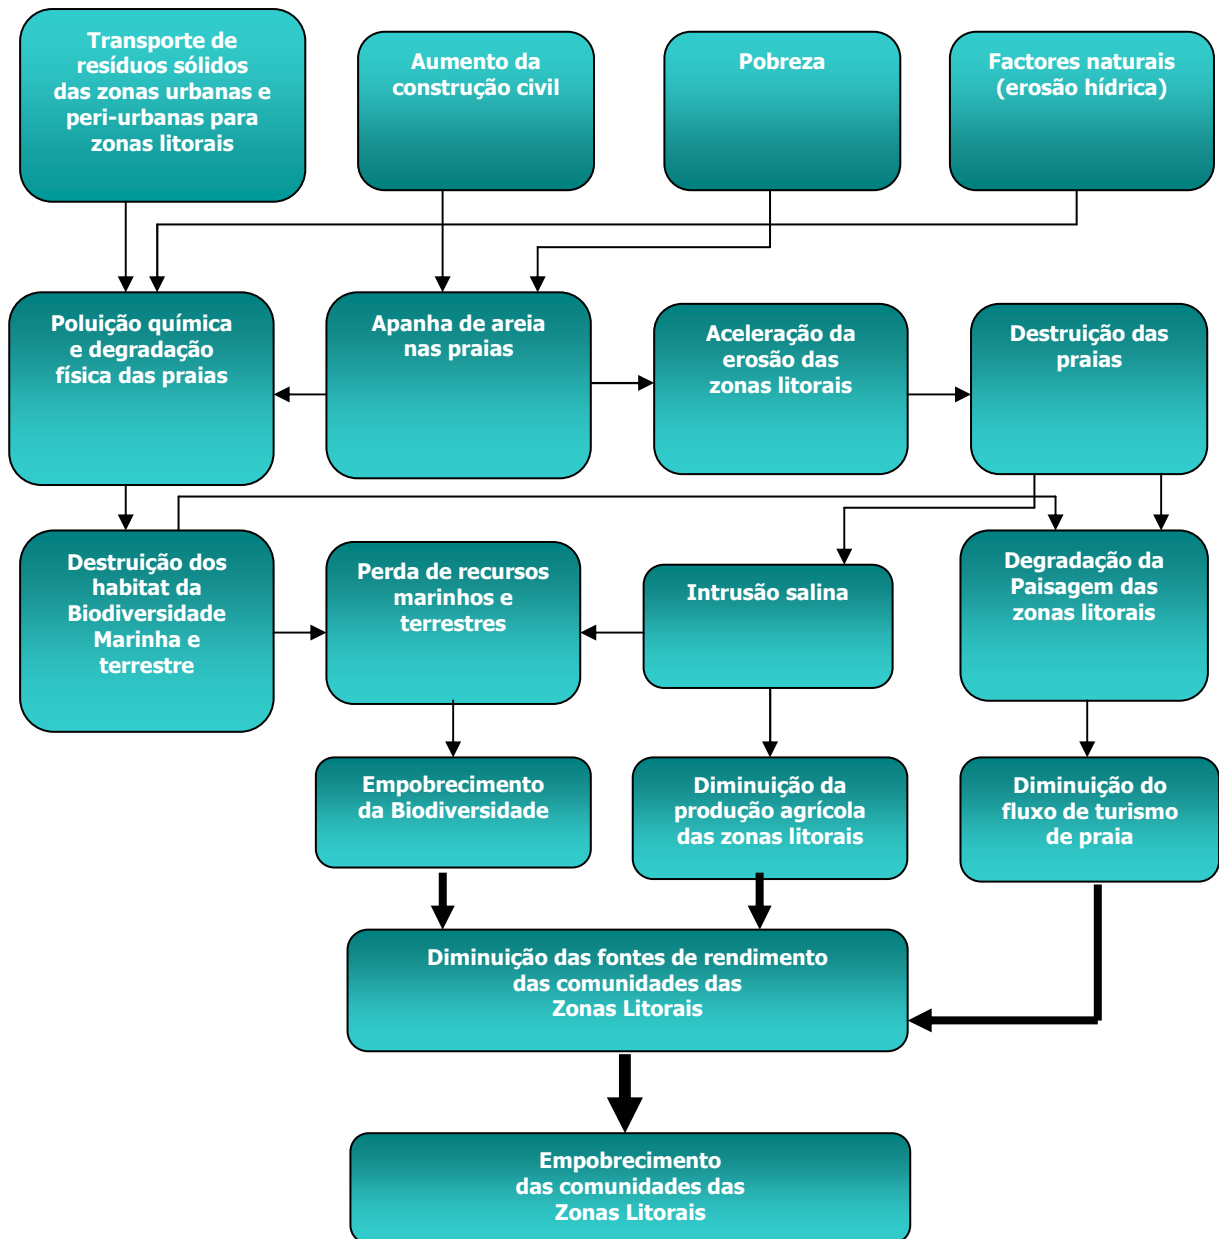 Transporte de
resíduos sólidos
das zonas urbanas e
peri-urbanas para
zonas litorais
Aumento da
construção civil
Pobreza
Factores naturais
(erosão hídrica)
Poluição química
e degradação
física das praias
Apanha de areia
nas praias
Aceleração da
erosão das
zonas litorais
Destruição das
praias
Destruição dos
habitat da
Biodiversidade
Marinha e
terrestre
Perda de recursos
marinhos e
terrestres
Intrusão salina
Degradação da
Paisagem das
zonas litorais
Empobrecimento
da Biodiversidade
Diminuição da
produção agrícola
das zonas litorais
Diminuição do
fluxo de turismo
de praia
Diminuição das fontes de rendimento
das comunidades das
Zonas Litorais
Empobrecimento
das comunidades das
Zonas Litorais